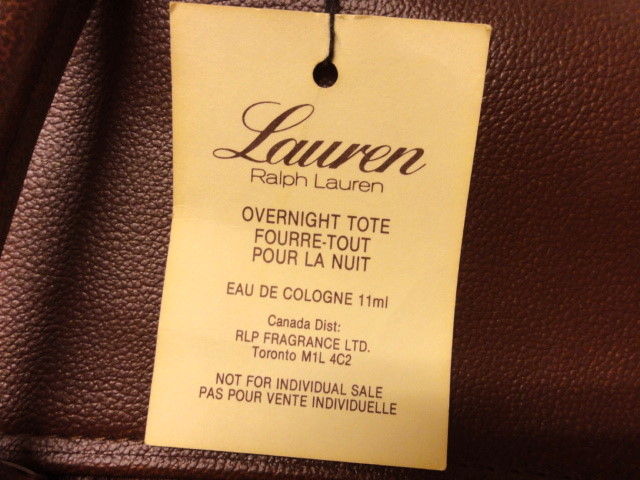 Lauren
Ralph Lauren
OVERNIGHT TOTE
FOURRE-TOUT
POUR LA NUIT
EAU DE COLOGNE 11ml
Canada Dist:
RLP FRAGRANCE LTD.
Toronto M1L 4C2
NOT FOR INDIVIDUAL SALE
PAS POUR VENTE INDIVIDUELLE